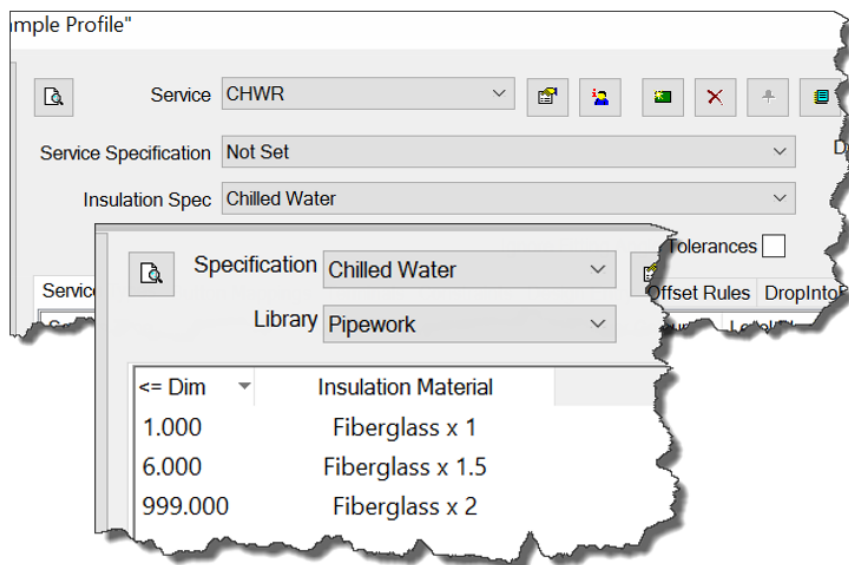 mple Profile"
Service CHWR
Service Specification Not Set
Insulation Spec Chilled Water
Tolerances
Service
Offset Rules DropInto
Specification Chilled Water
Library Pipework
<= Dim Insulation Material
1.000 Fiberglass x 1
6.000 Fiberglass x 1.5
999.000 Fiberglass x 2